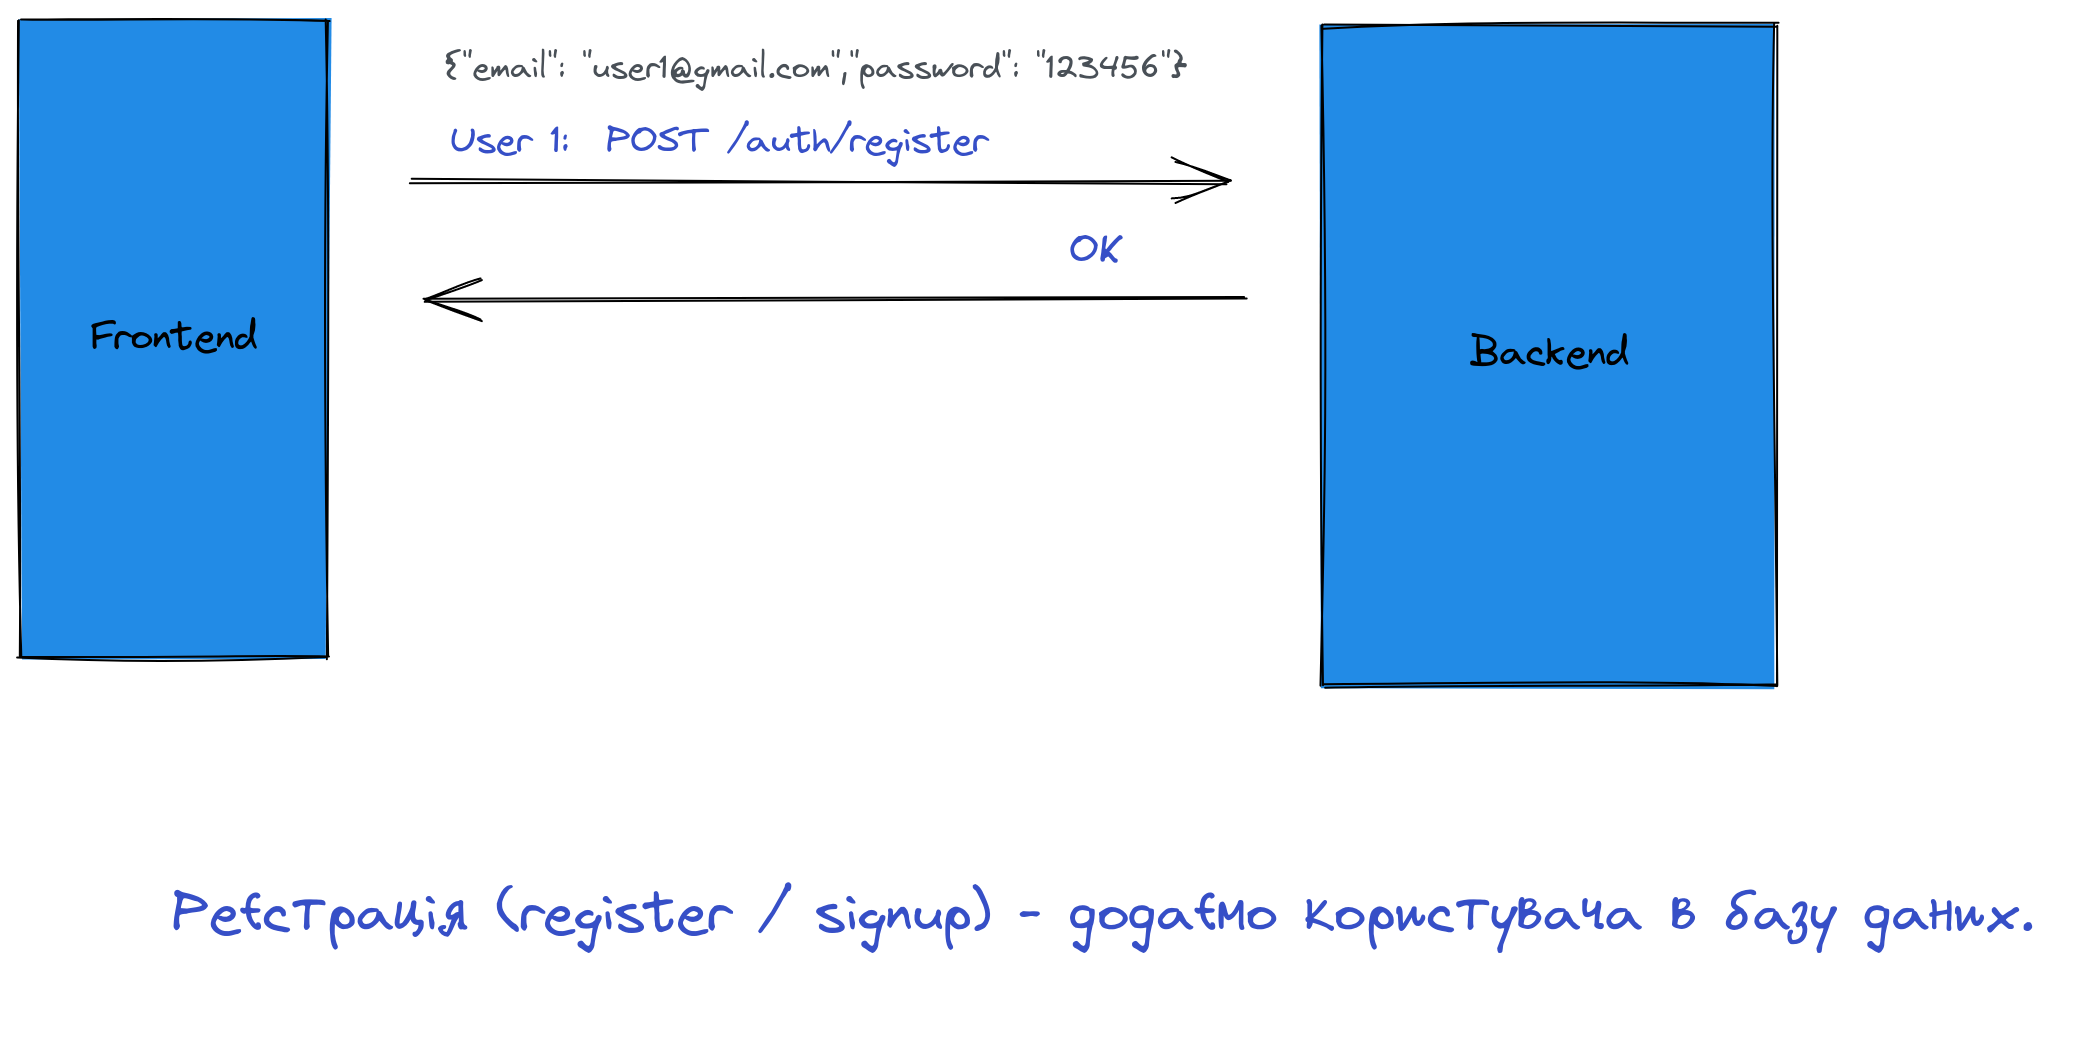 {"email": "user1@gmail.com","password": "123456"}
User 1: POST /auth/register
OK
Frontend
Backend
Реєстрація (register / signup) - додаємо користувача в базу даних.